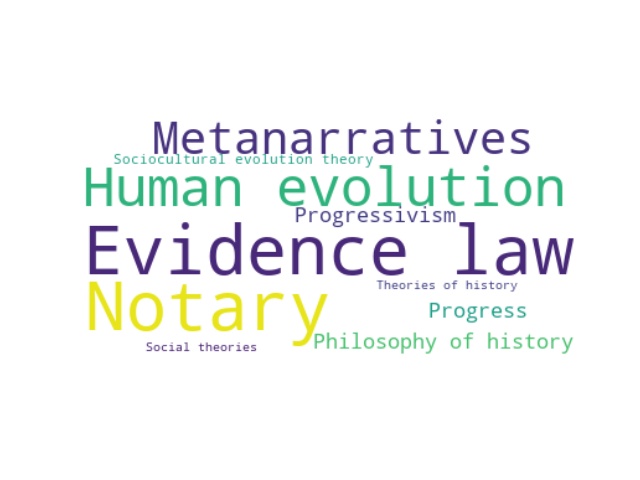 Metanarratives
Sociocultural evolution theory
Human evolution
Progressivism
Evidence law
Theories of history
Notary
Progress
Philosophy of history
Social theories